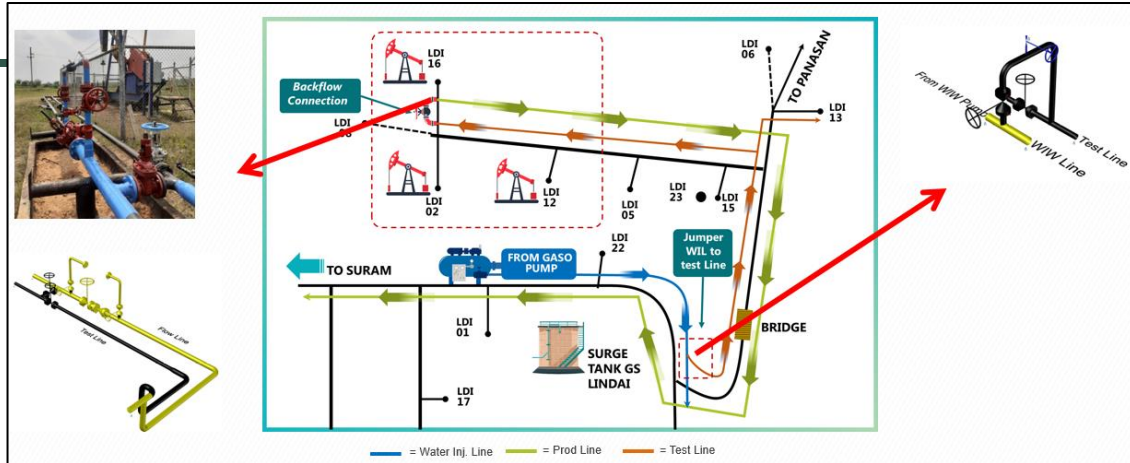 LDI
16
Backflow
Connection
LDI
02
LDI
12
LDI
05
LDI
23
LDI
15
LDI
06
TO PANASAN
LDI
13
From WIW Pump
Test Line
WIW Line
LDI
22
Jumper
WIL to
test Line
FROM GASO
PUMP
TO SURAM
BRIDGE
LDI
01
SURGE
TANK GS
LINDAI
LDI
17
Test Line
Flow Line
= Water Inj. Line
= Prod Line
= Test Line